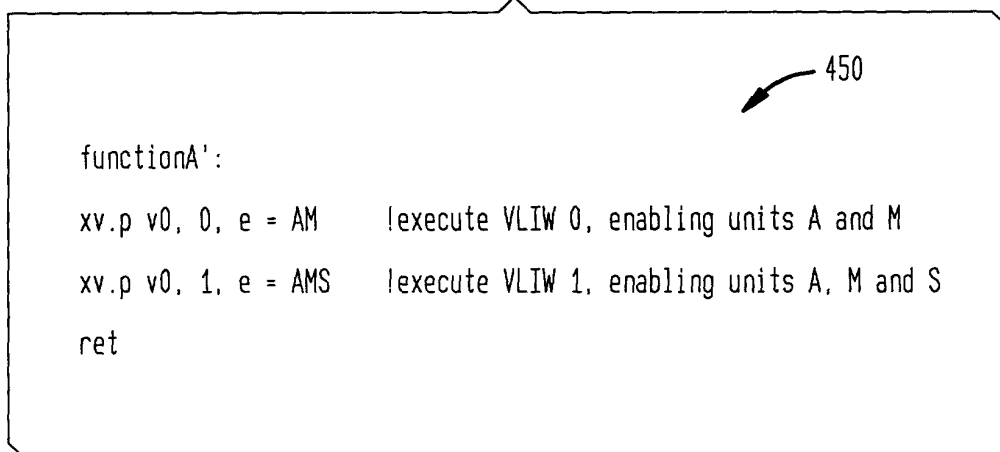 450
functionA':
xv.p v0, 0, e = AM !execute VLIW 0, enabling units A and M
xv.p v0, 1, e = AMS !execute VLIW 1, enabling units A, M and S
ret